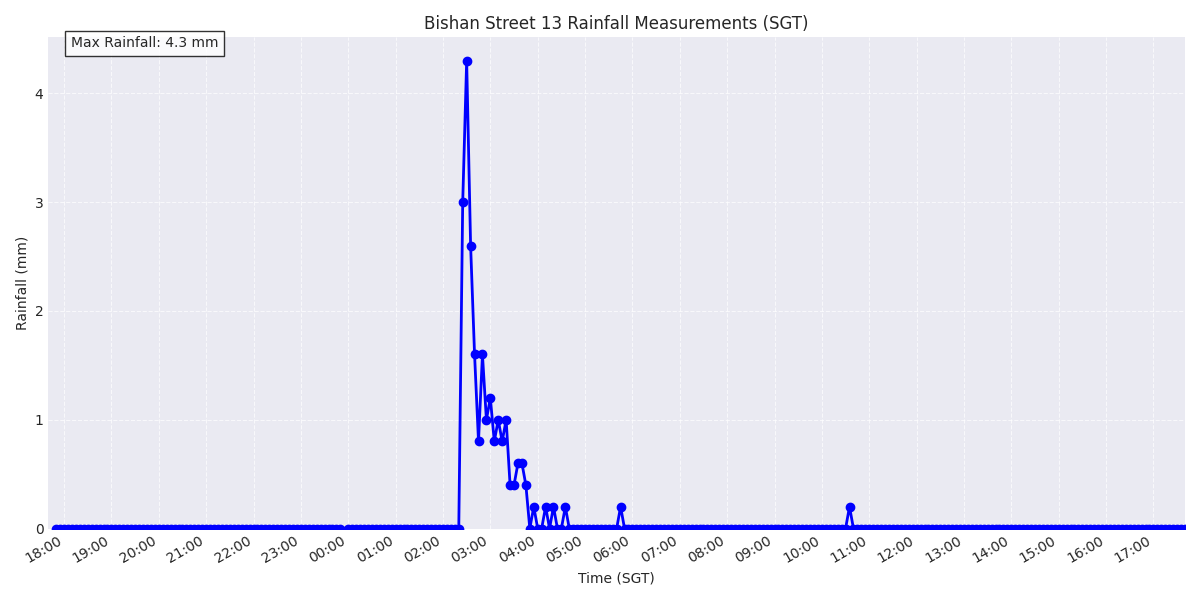 Bishan Street 13 Rainfall Measurements (SGT)
Max Rainfall: 4.3 mm
Rainfall (mm)
4
3
2
1
0
18:00 19:00 20:00 21:00 22:00 23:00 00:00 01:00 02:00 03:00 04:00 05:00 06:00 07:00 08:00 09:00 10:00 11:00 12:00 13:00 14:00 15:00 16:00 17:00
Time (SGT)